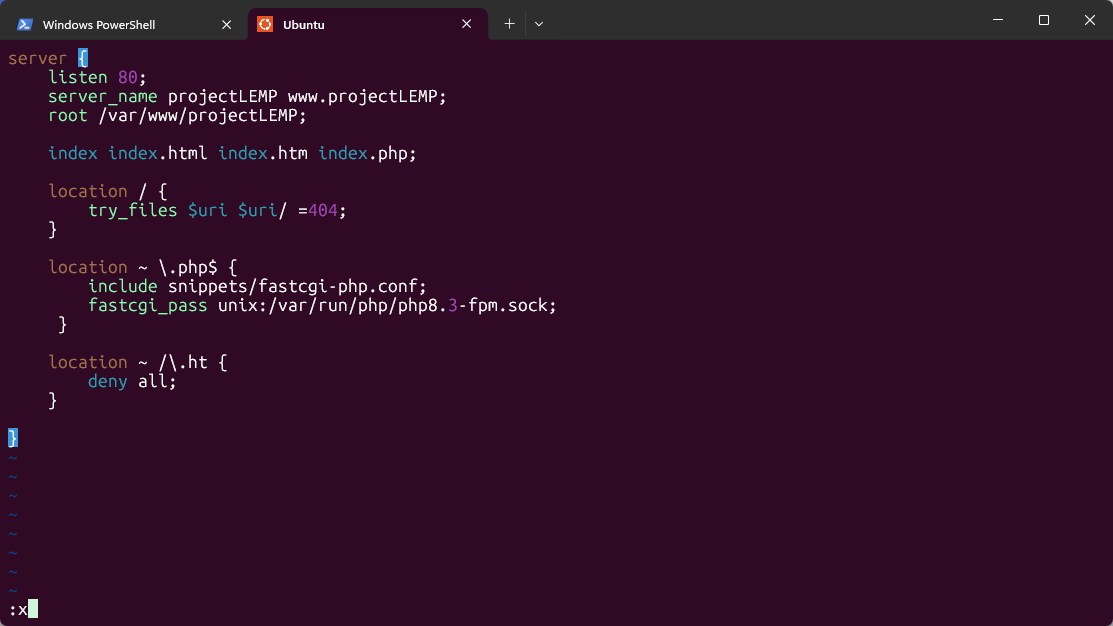 Windows PowerShell
Ubuntu
server {
    listen 80;
    server_name projectLEMP www.projectLEMP;
    root /var/www/projectLEMP;

    index index.html index.htm index.php;

    location / {
        try_files $uri $uri/ =404;
    }

    location ~ \.php$ {
        include snippets/fastcgi-php.conf;
        fastcgi_pass unix:/var/run/php/php8.3-fpm.sock;
     }

    location ~ /\.ht {
        deny all;
    }

}
~
~
~
~
~
~
~
~
:x